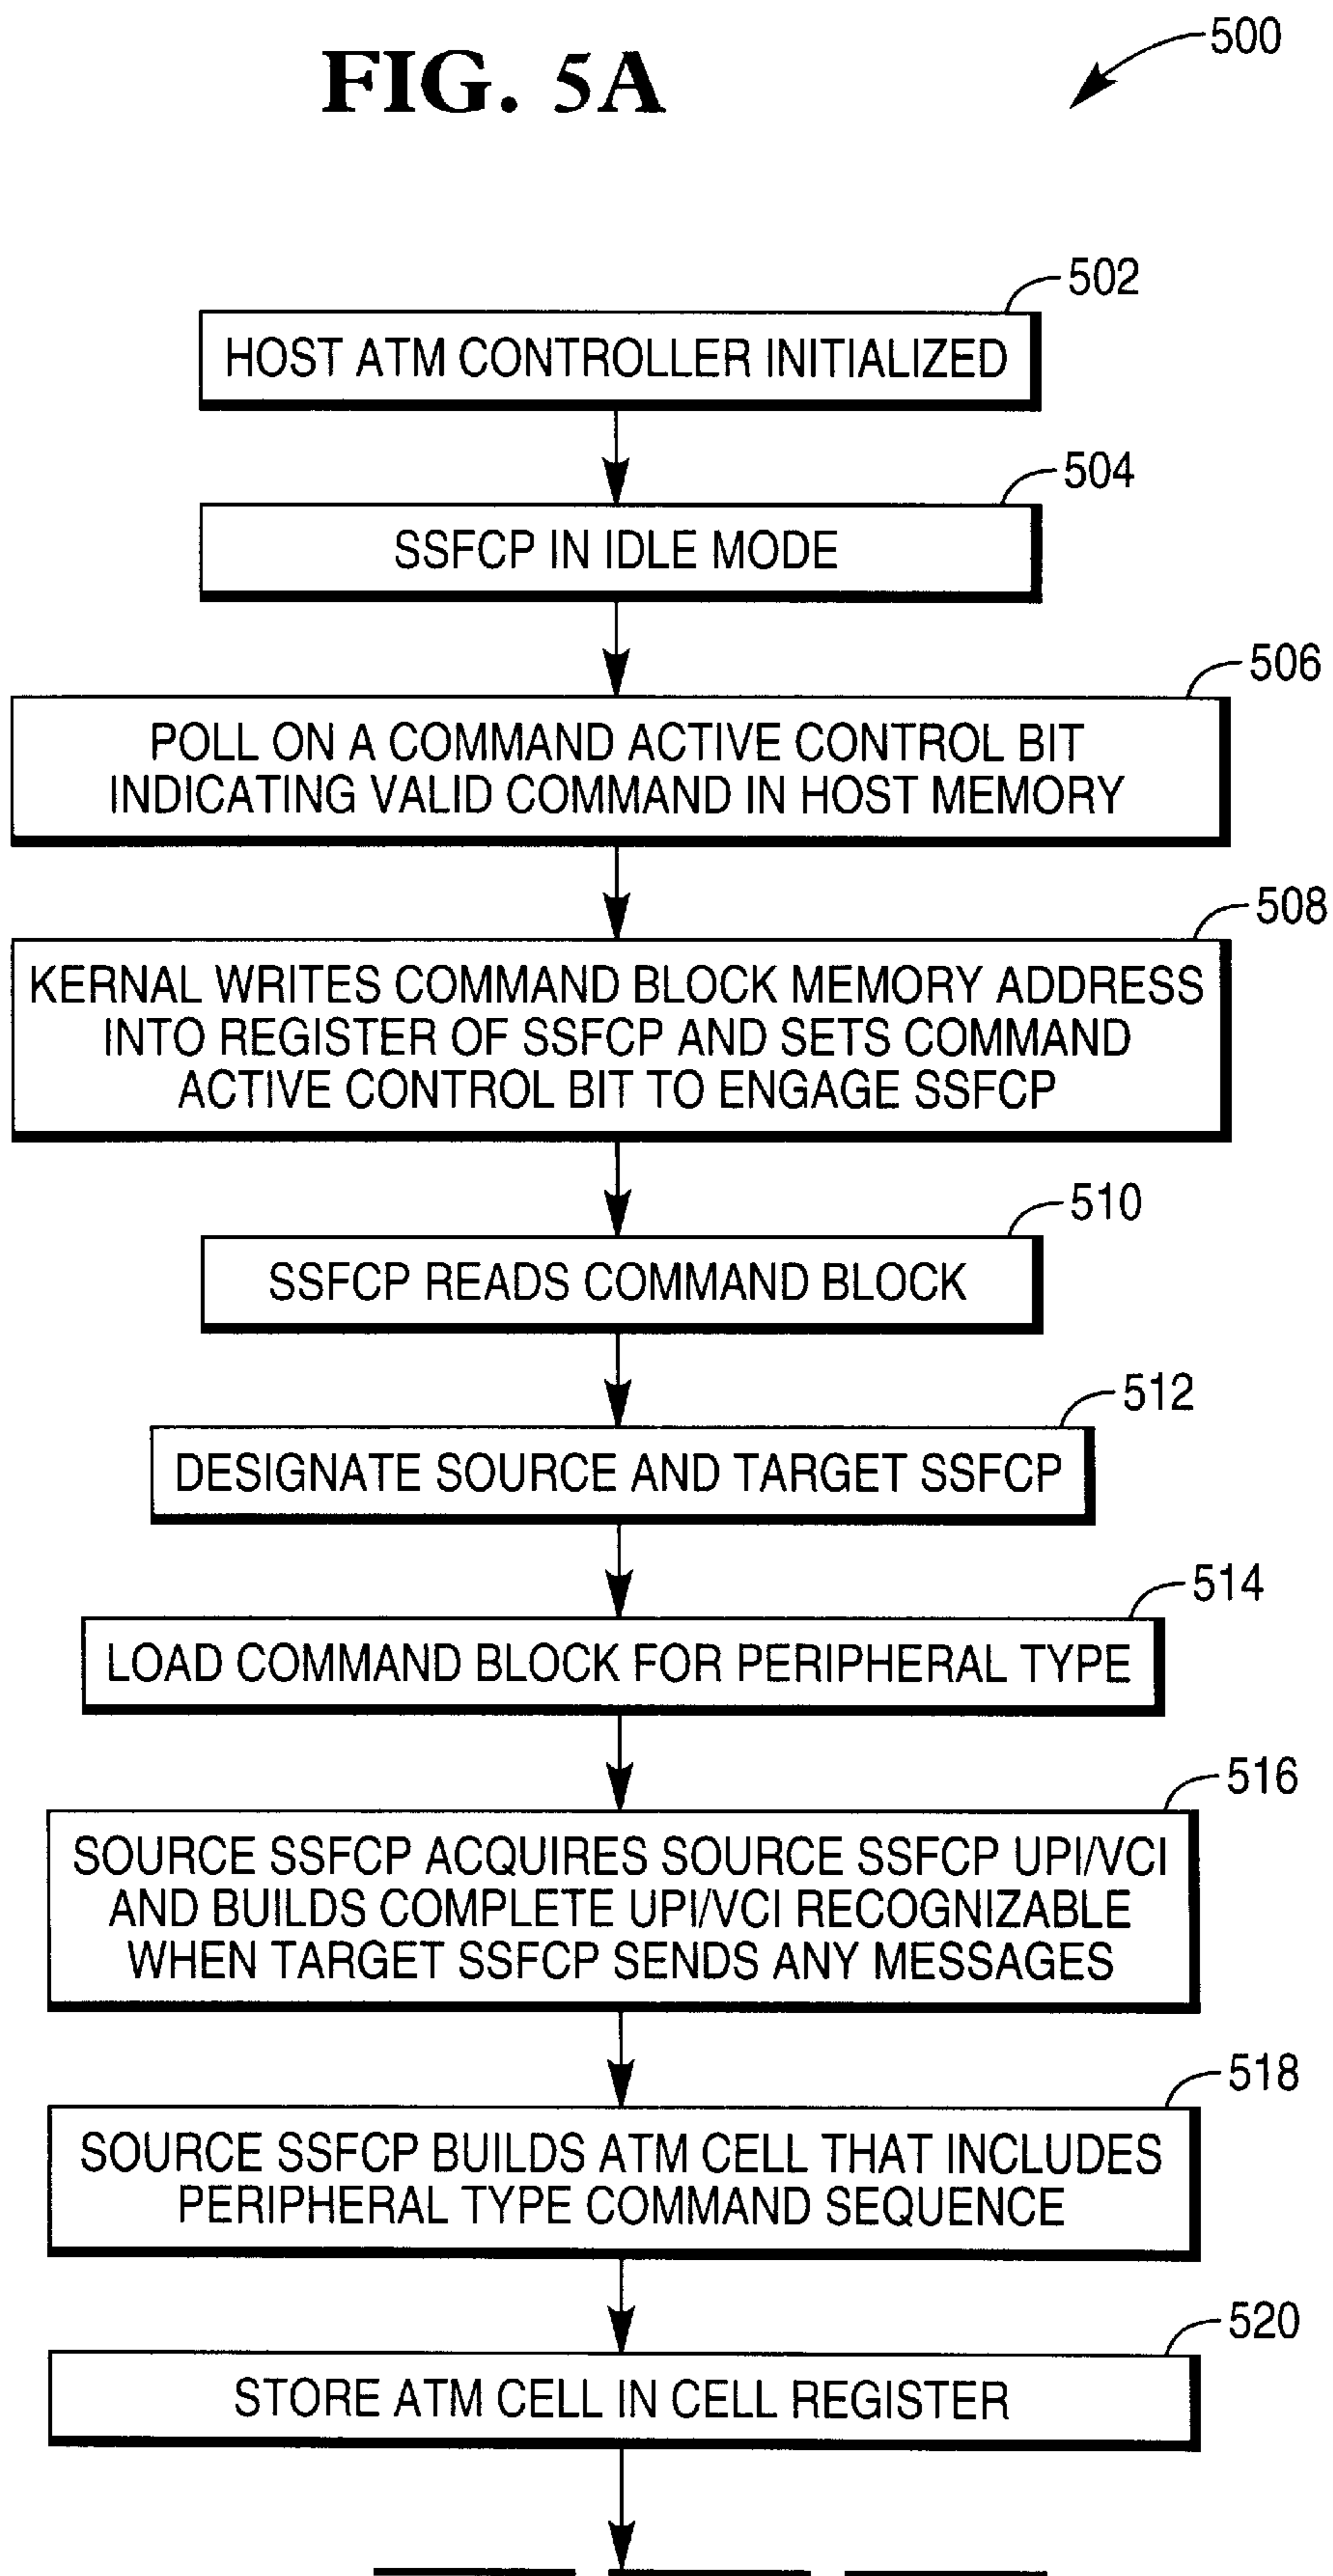 FIG. 5A
500
502
HOST ATM CONTROLLER INITIALIZED
504
SSFCP IN IDLE MODE
506
POLL ON A COMMAND ACTIVE CONTROL BIT
INDICATING VALID COMMAND IN HOST MEMORY
508
KERNAL WRITES COMMAND BLOCK MEMORY ADDRESS
INTO REGISTER OF SSFCP AND SETS COMMAND
ACTIVE CONTROL BIT TO ENGAGE SSFCP
510
SSFCP READS COMMAND BLOCK
512
DESIGNATE SOURCE AND TARGET SSFCP
514
LOAD COMMAND BLOCK FOR PERIPHERAL TYPE
516
SOURCE SSFCP ACQUIRES SOURCE SSFCP UPI/VCI
AND BUILDS COMPLETE UPI/VCI RECOGNIZABLE
WHEN TARGET SSFCP SENDS ANY MESSAGES
518
SOURCE SSFCP BUILDS ATM CELL THAT INCLUDES
PERIPHERAL TYPE COMMAND SEQUENCE
520
STORE ATM CELL IN CELL REGISTER